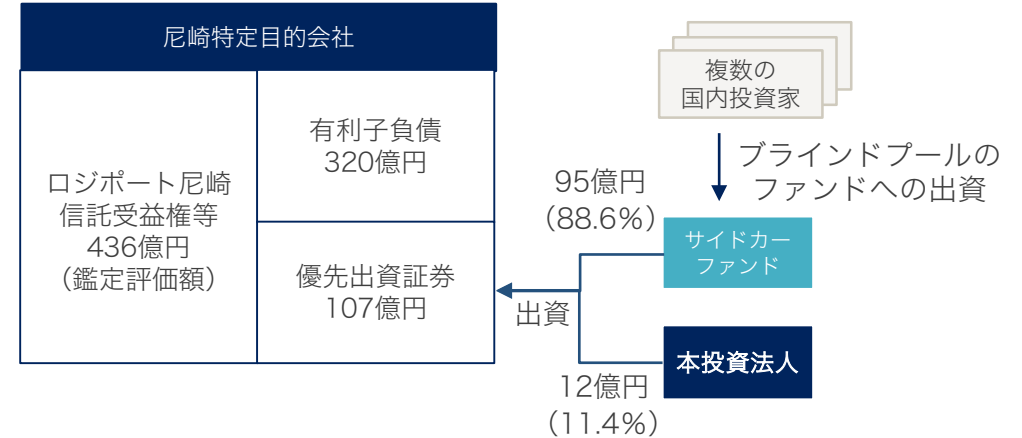 尼崎特定目的会社
ロジポート尼崎
信託受益権等
436億円
（鑑定評価額）
有利子負債
320億円
優先出資証券
107億円
複数の
国内投資家
ブラインドプールの
ファンドへの出資
95億円
（88.6％）
サイドカー
ファンド
出資
本投資法人
12億円
（11.4％）